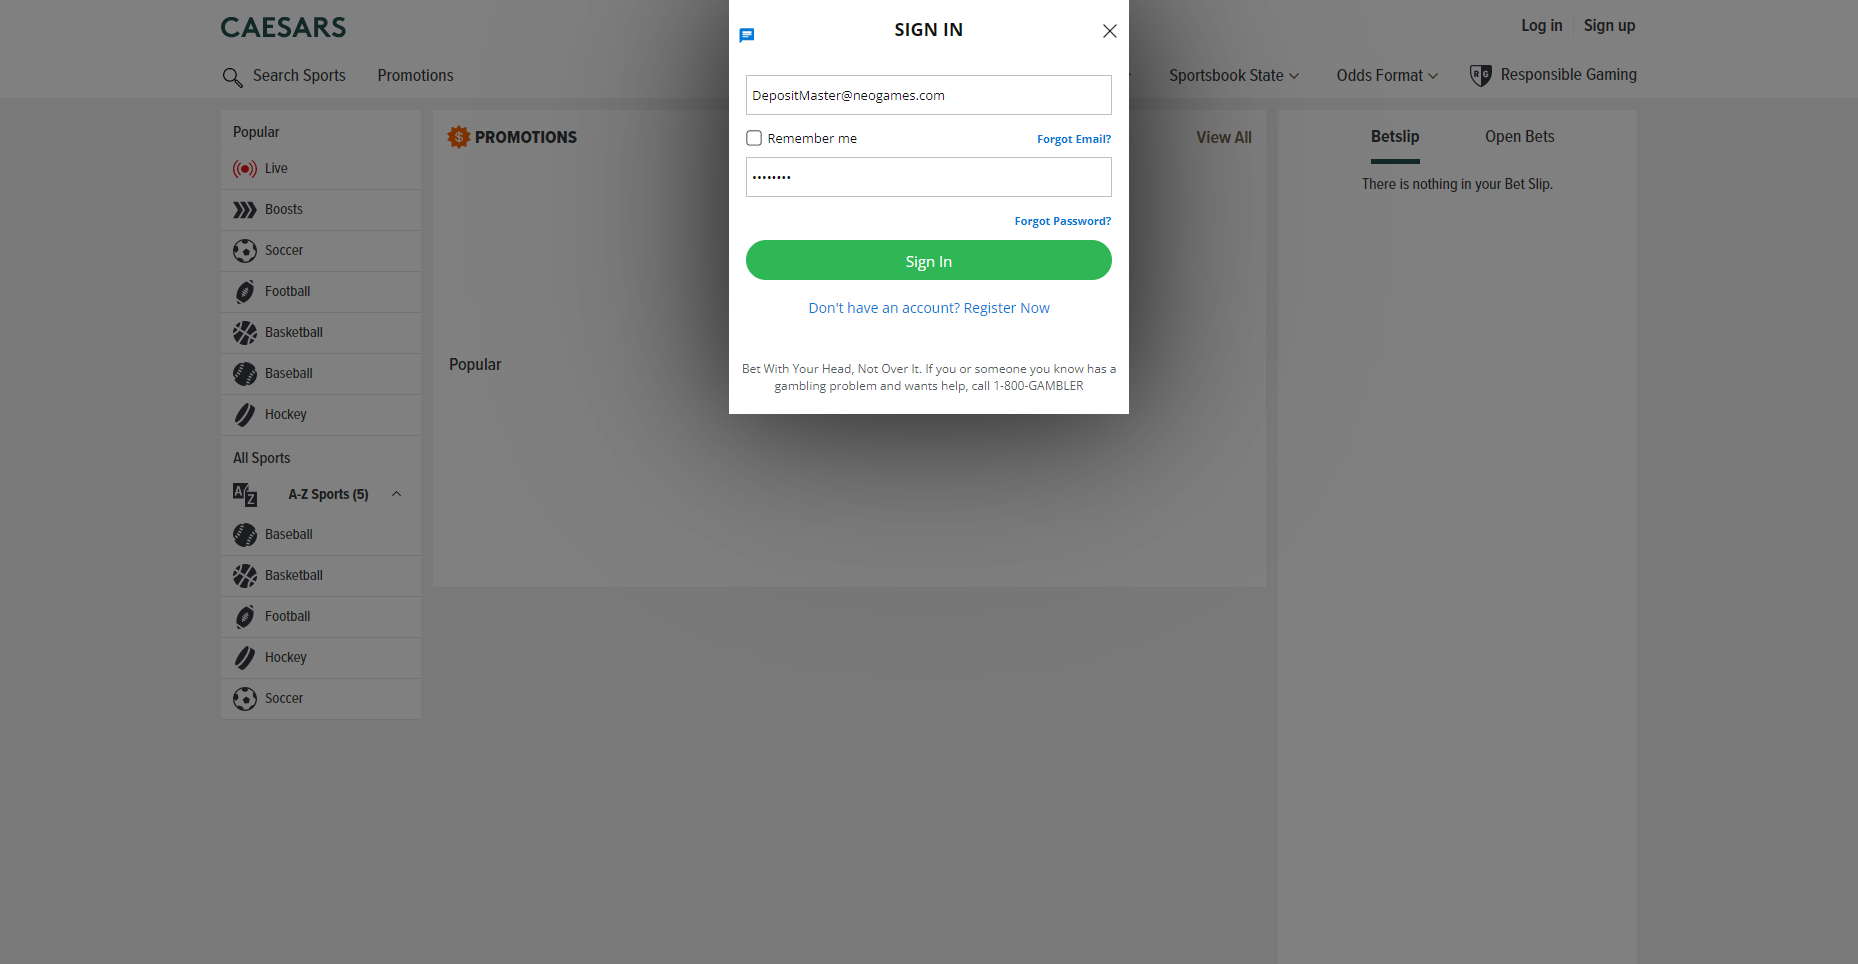 CAESARS
Log in
Sign up
Search Sports
Promotions
Sportsbook State
Odds Format
RG
Responsible Gaming
SIGN IN
DepositMaster@neogames.com
Remember me
Forgot Email?
••••••••
Forgot Password?
Sign In
Don't have an account? Register Now
Bet With Your Head, Not Over It. If you or someone you know has a
gambling problem and wants help, call 1-800-GAMBLER
Popular
Live
Boosts
Soccer
Football
Basketball
Baseball
Hockey
All Sports
AZ
A-Z Sports (5)
Baseball
Basketball
Football
Hockey
Soccer
$
PROMOTIONS
View All
Popular
Betslip
Open Bets
There is nothing in your Bet Slip.